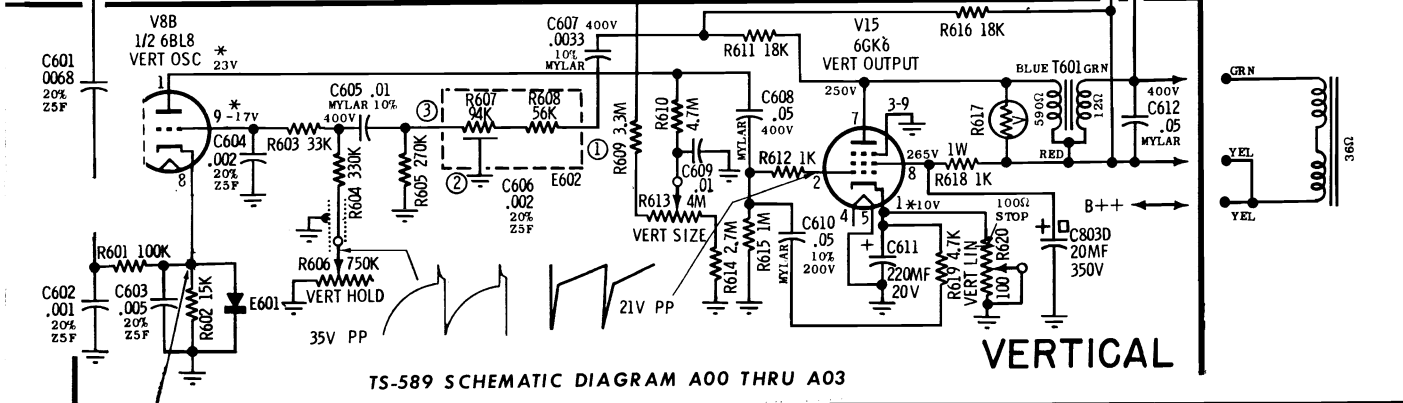 V8B
1/2 6BL8
VERT OSC
*
23V
1
C601
0068
20%
Z5F
9
*
-17V
C604
.002
20%
Z5F
8
R603 33K
C605 .01
MYLAR 10%
400V
R604 330K
R605 270K
3
R607
94K
R608
56K
2
1
C606
.002
20%
Z5F
E602
C607 400V
.0033
10%
MYLAR
R609 3.3M
R610
4.7M
C609
.01
R613
4M
VERT SIZE
R614 2.7M
R611 18K
R616 18K
C608
.05
400V
MYLAR
R612 1K
R615 1M
C610
.05
10%
200V
MYLAR
V15
6GK6
VERT OUTPUT
250V
7
3-9
2
8
265V
4
5
1
*10V
1W
R618 1K
R617
V
BLUE T601 GRN
590Ω
12Ω
RED
400V
C612
.05
MYLAR
B++
GRN
YEL
YEL
36Ω
+
C611
220MF
20V
R619 4.7K
VERT LIN
100Ω
STOP
R620
100
+
C803D
20MF
350V
R601 100K
C602
.001
20%
Z5F
C603
.005
20%
Z5F
R602 15K
E601
R606 750K
VERT HOLD
35V PP
21V PP
VERTICAL
TS-589 SCHEMATIC DIAGRAM A00 THRU A03